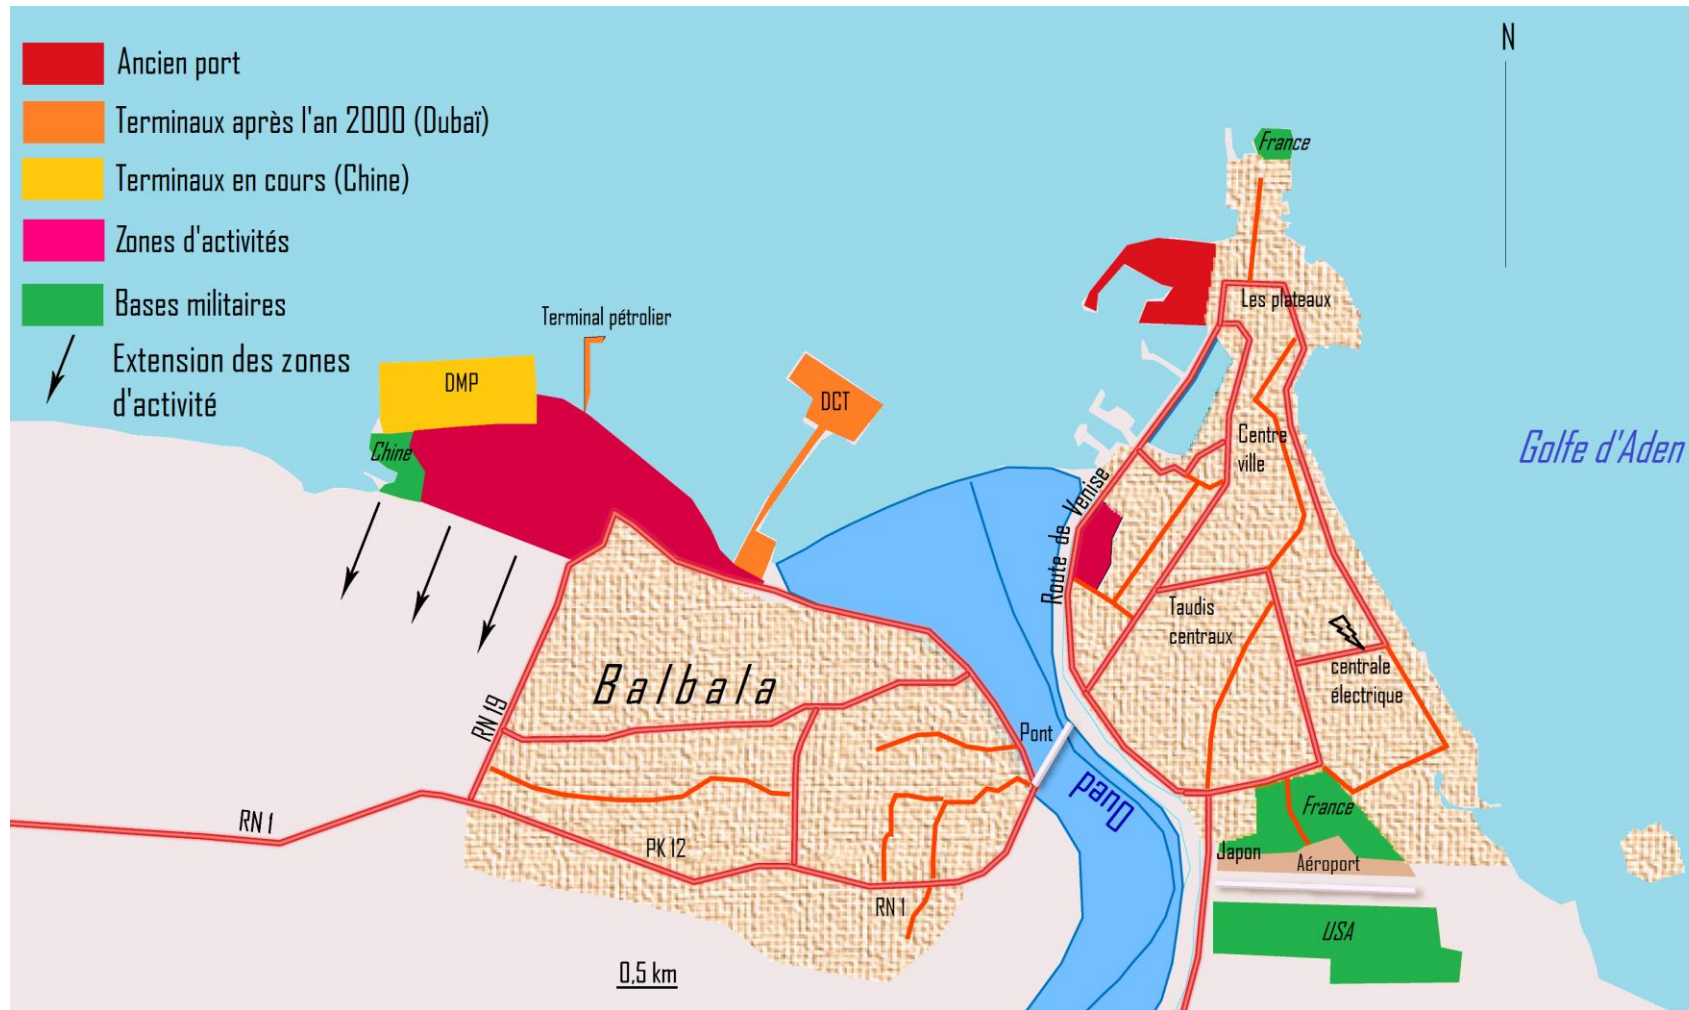 Ancien port
Terminaux après l'an 2000 (Dubaï)
Terminaux en cours (Chine)
Zones d'activités
Bases militaires
Extension des zones
d'activité
N
France
Les plateaux
Terminal pétrolier
DMP
DCT
Chine
Centre
ville
Golfe d'Aden
Route de Venise
Taudis
centraux
centrale
électrique
Balbala
RN 19
Pont
Oued
RN 1
PK 12
RN 1
France
Japon
Aéroport
USA
0,5 km